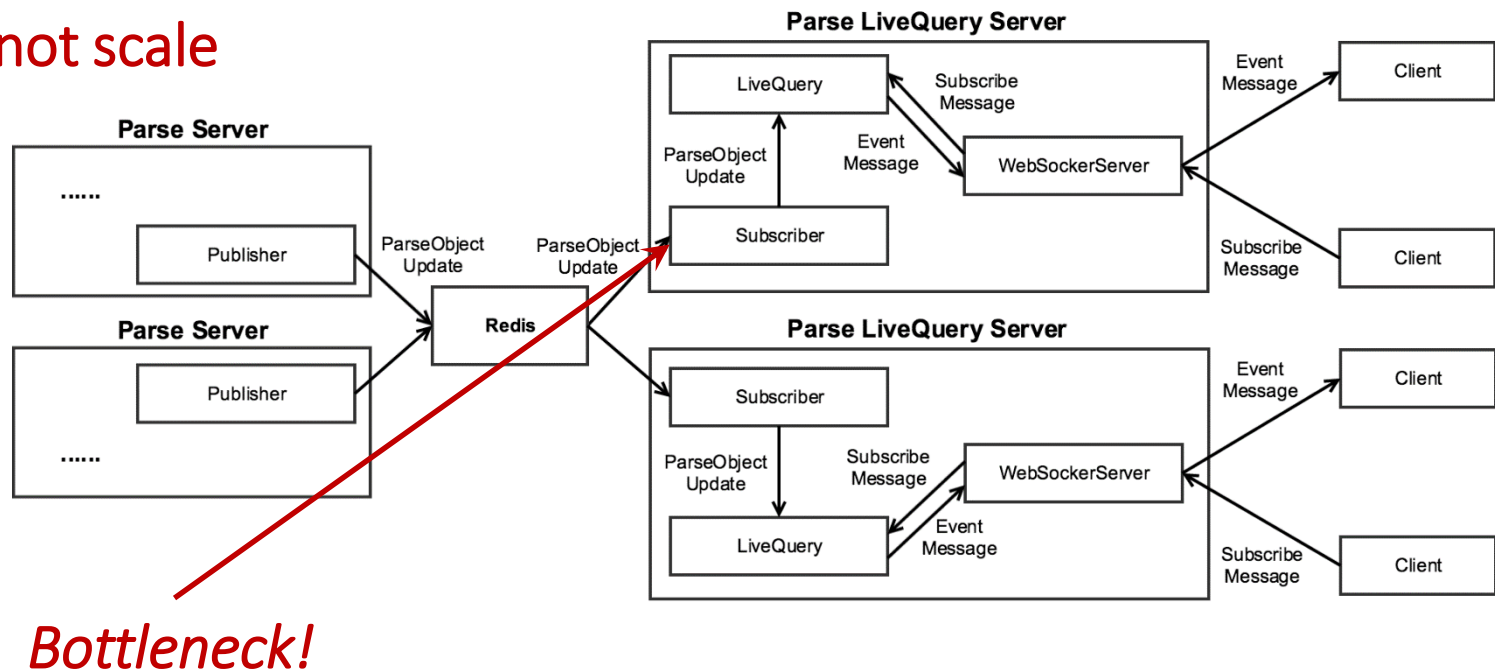 not scale
Parse Server
......
Publisher
ParseObject
Update
Parse Server
Publisher
......
Redis
ParseObject
Update
Parse LiveQuery Server
LiveQuery
Subscribe
Message
Event
Message
ParseObject
Update
WebSockerServer
Subscriber
Event
Message
Client
Subscribe
Message
Client
Parse LiveQuery Server
Subscriber
ParseObject
Update
Subscribe
Message
WebSockerServer
Event
Message
LiveQuery
Event
Message
Client
Subscribe
Message
Client
Bottleneck!